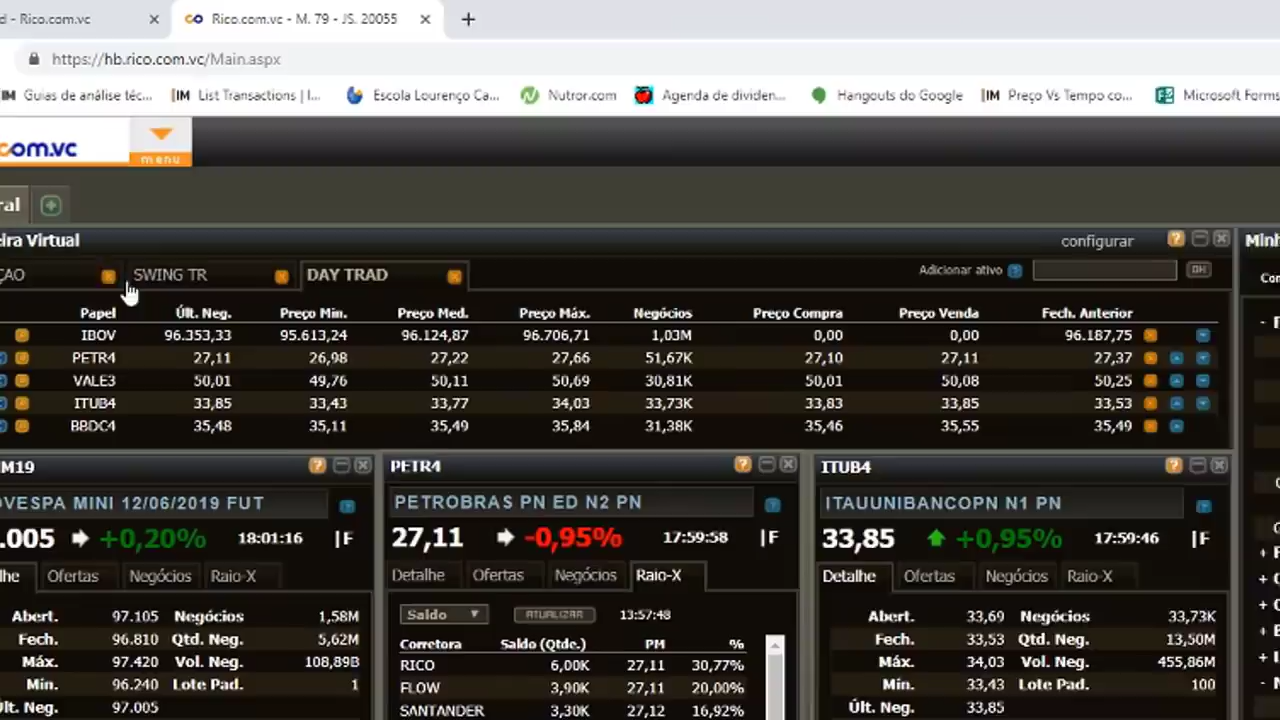 d - Rico.com.vc
Rico.com.vc - M. 79 - JS. 20055
https://hb.rico.com.vc/Main.aspx
IM Guias de análise téc... IM List Transactions | I... Escola Lourenço Ca... Nutror.com Agenda de dividen... Hangouts do Google IM Preço Vs Tempo co... Microsoft Forms
com.vc
menu
ral
eira Virtual configurar ? Minh
ÇAO SWING TR DAY TRAD Adicionar ativo ? OK Con
Papel Últ. Neg. Preço Min. Preço Med. Preço Máx. Negócios Preço Compra Preço Venda Fech. Anterior
IBOV 96.353,33 95.613,24 96.124,87 96.706,71 1,03M 0,00 0,00 96.187,75
PETR4 27,11 26,98 27,22 27,66 51,67K 27,10 27,11 27,37
VALE3 50,01 49,76 50,11 50,69 30,81K 50,01 50,08 50,25
ITUB4 33,85 33,43 33,77 34,03 33,73K 33,83 33,85 33,53
BBDC4 35,48 35,11 35,49 35,84 31,38K 35,46 35,55 35,49
M19 ? PETR4 ? ITUB4 ?
OVESPA MINI 12/06/2019 FUT PETROBRAS PN ED N2 PN ITAUUNIBANCOPN N1 PN
.005 +0,20% 18:01:16 |F 27,11 -0,95% 17:59:58 |F 33,85 +0,95% 17:59:46 |F
lhe Ofertas Negócios Raio-X Detalhe Ofertas Negócios Raio-X Detalhe Ofertas Negócios Raio-X
Abert. 97.105 Negócios 1,58M Saldo ATUALIZAR 13:57:48 Abert. 33,69 Negócios 33,73K
Fech. 96.810 Qtd. Neg. 5,62M Corretora Saldo (Qtde.) PM % Fech. 33,53 Qtd. Neg. 13,50M
Máx. 97.420 Vol. Neg. 108,89B RICO 6,00K 27,11 30,77% Máx. 34,03 Vol. Neg. 455,86M
Min. 96.240 Lote Pad. 1 FLOW 3,90K 27,11 20,00% Min. 33,43 Lote Pad. 100
Últ. Neg. 97.005 SANTANDER 3,30K 27,12 16,92% Últ. Neg. 33,85